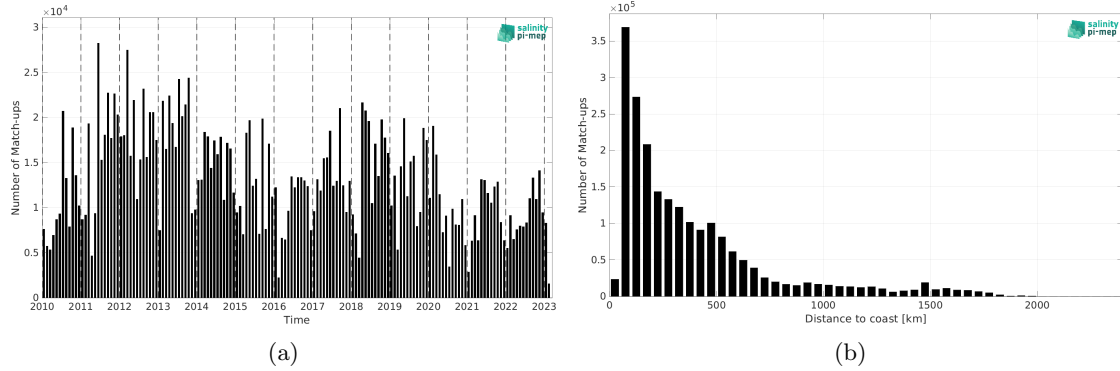 ×10⁴
3
2.5
2
1.5
1
0.5
0
Number of Match-ups
2010 2011 2012 2013 2014 2015 2016 2017 2018 2019 2020 2021 2022 2023
Time
salinity
pi-mep
(a)
×10⁵
3.5
3
2.5
2
1.5
1
0.5
0
Number of Match-ups
0 500 1000 1500 2000
Distance to coast [km]
salinity
pi-mep
(b)